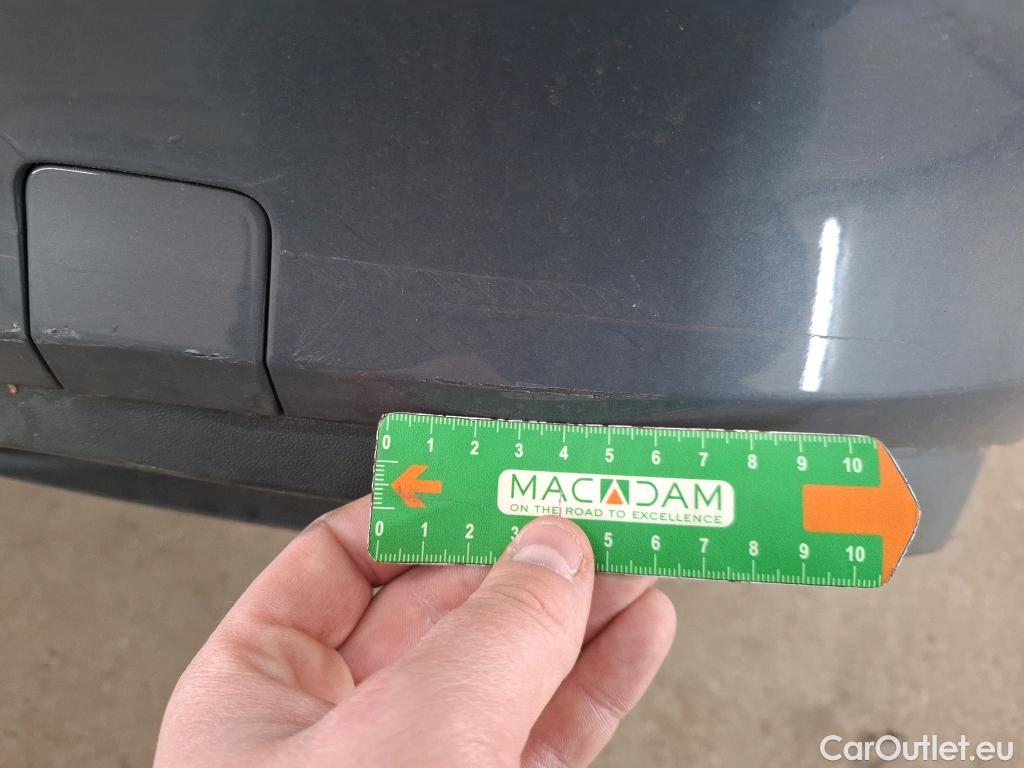 0 1 2 3 4 5 6 7 8 9 10
MACADAM
ON THE ROAD TO EXCELLENCE
0 1 2 3 5 6 7 8 9 10
CarOutlet.eu